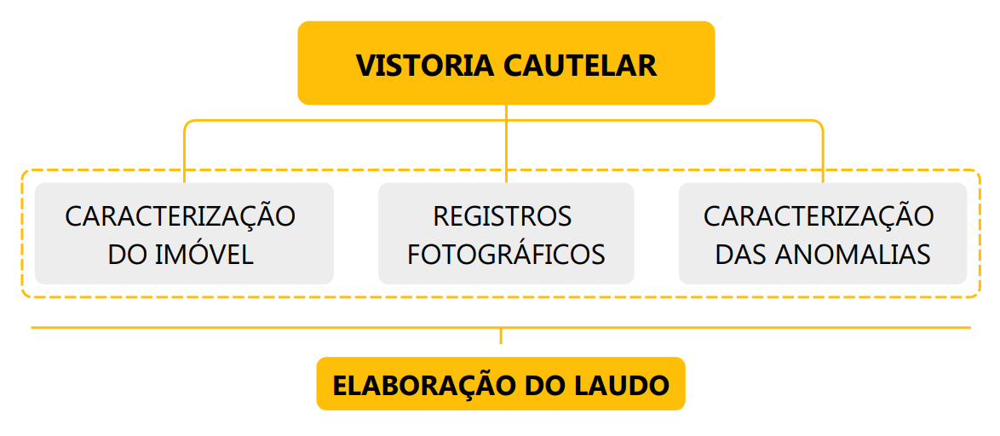 VISTORIA CAUTELAR
CARACTERIZAÇÃO
DO IMÓVEL
REGISTROS
FOTOGRÁFICOS
CARACTERIZAÇÃO
DAS ANOMALIAS
ELABORAÇÃO DO LAUDO